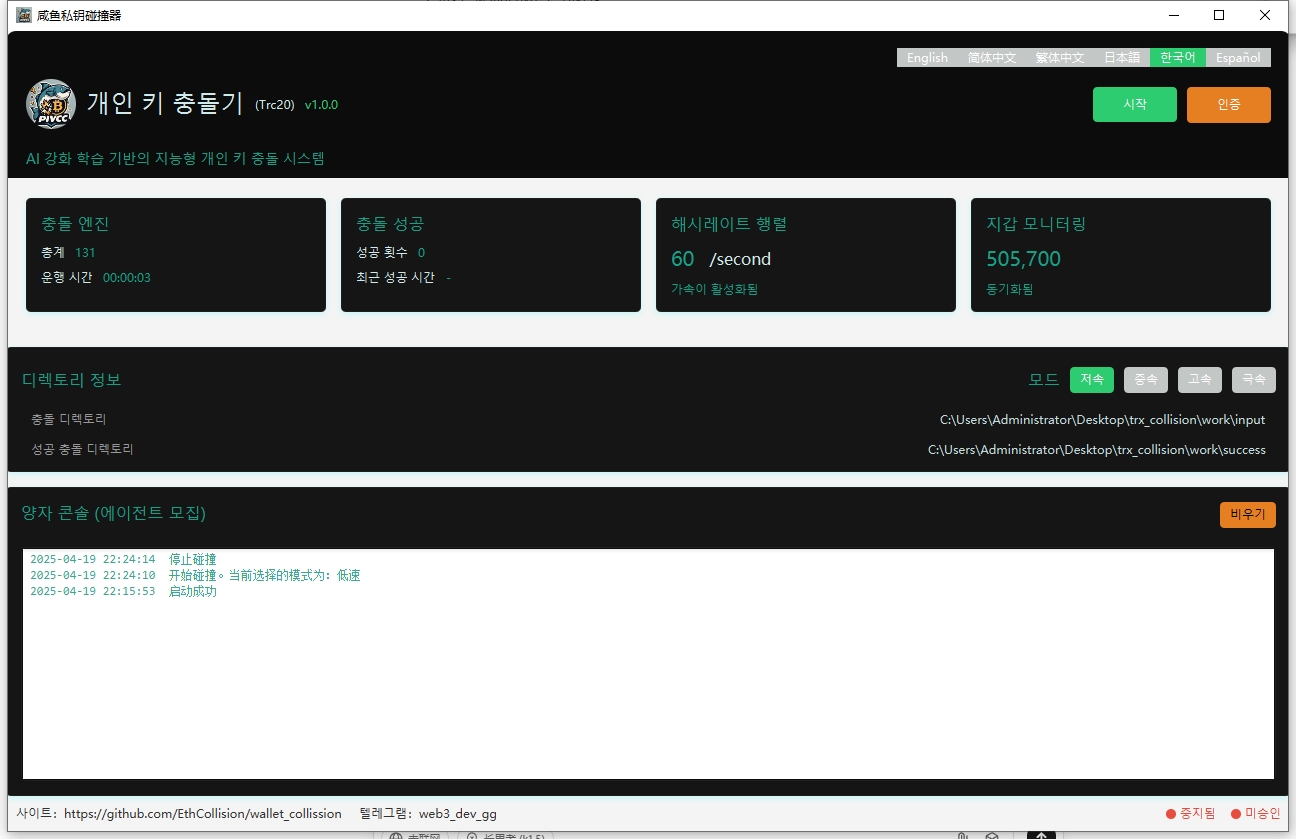 咸鱼私钥碰撞器
English 简体中文 繁体中文 日本語 한국어 Español
PIVCC
개인 키 충돌기 (Trc20) v1.0.0
시작 인증
AI 강화 학습 기반의 지능형 개인 키 충돌 시스템
충돌 엔진
총계 131
운행 시간 00:00:03
충돌 성공
성공 횟수 0
최근 성공 시간 -
해시레이트 행렬
60 /second
가속이 활성화됨
지갑 모니터링
505,700
동기화됨
디렉토리 정보
모드 저속 중속 고속 극속
충돌 디렉토리 C:\Users\Administrator\Desktop\trx_collision\work\input
성공 충돌 디렉토리 C:\Users\Administrator\Desktop\trx_collision\work\success
양자 콘솔 (에이전트 모집)
비우기
2025-04-19 22:24:14 停止碰撞
2025-04-19 22:24:10 开始碰撞。当前选择的模式为: 低速
2025-04-19 22:15:53 启动成功
사이트: https://github.com/EthCollision/wallet_collission 텔레그램: web3_dev_gg
중지됨 미승인